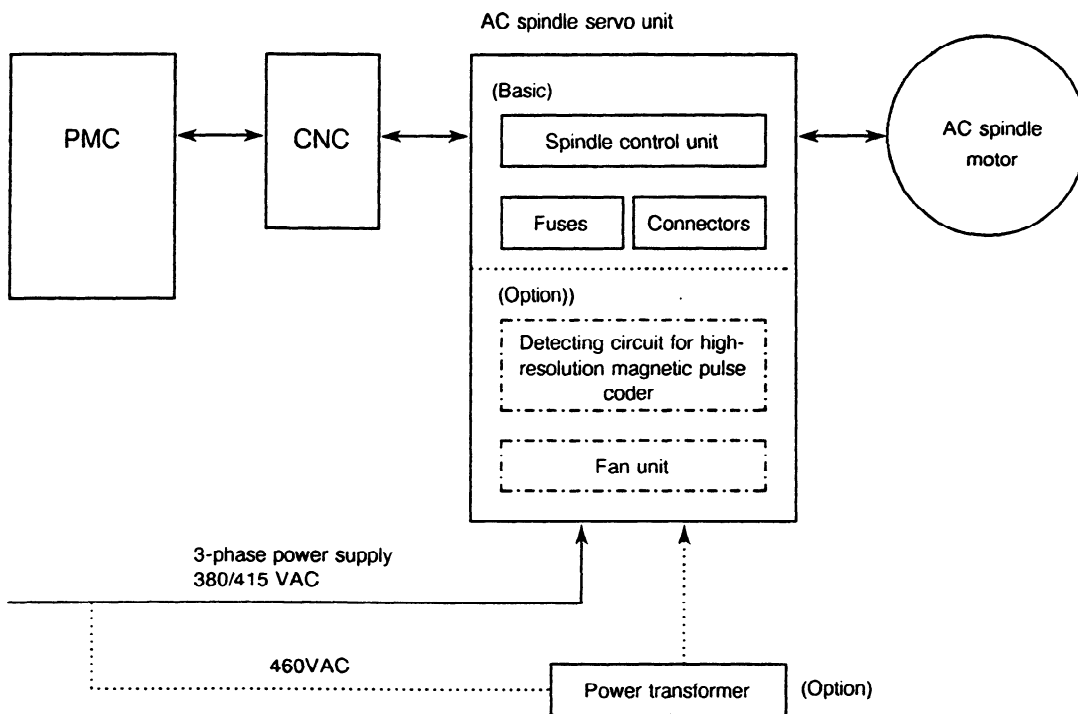 AC spindle servo unit
PMC
CNC
(Basic)
Spindle control unit
Fuses
Connectors
AC spindle
motor
(Option))
Detecting circuit for high-
resolution magnetic pulse
coder
Fan unit
3-phase power supply
380/415 VAC
460VAC
Power transformer
(Option)